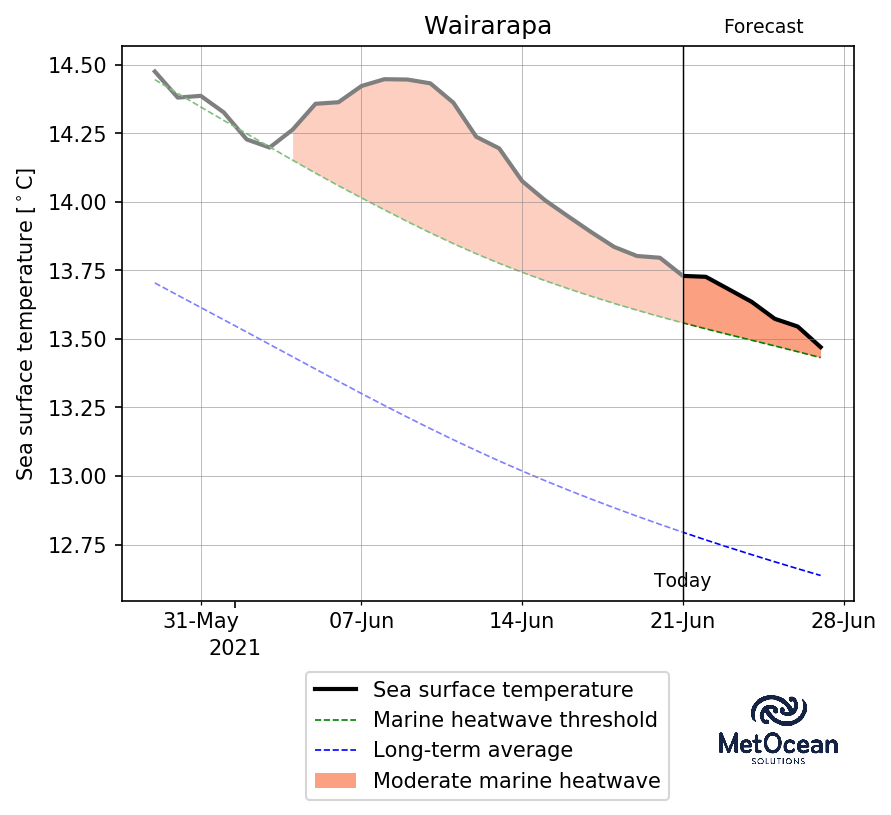 Wairarapa
Forecast
Sea surface temperature [°C]
14.50
14.25
14.00
13.75
13.50
13.25
13.00
12.75
Today
31-May
07-Jun
14-Jun
21-Jun
28-Jun
2021
Sea surface temperature
Marine heatwave threshold
Long-term average
Moderate marine heatwave
MetOcean
SOLUTIONS